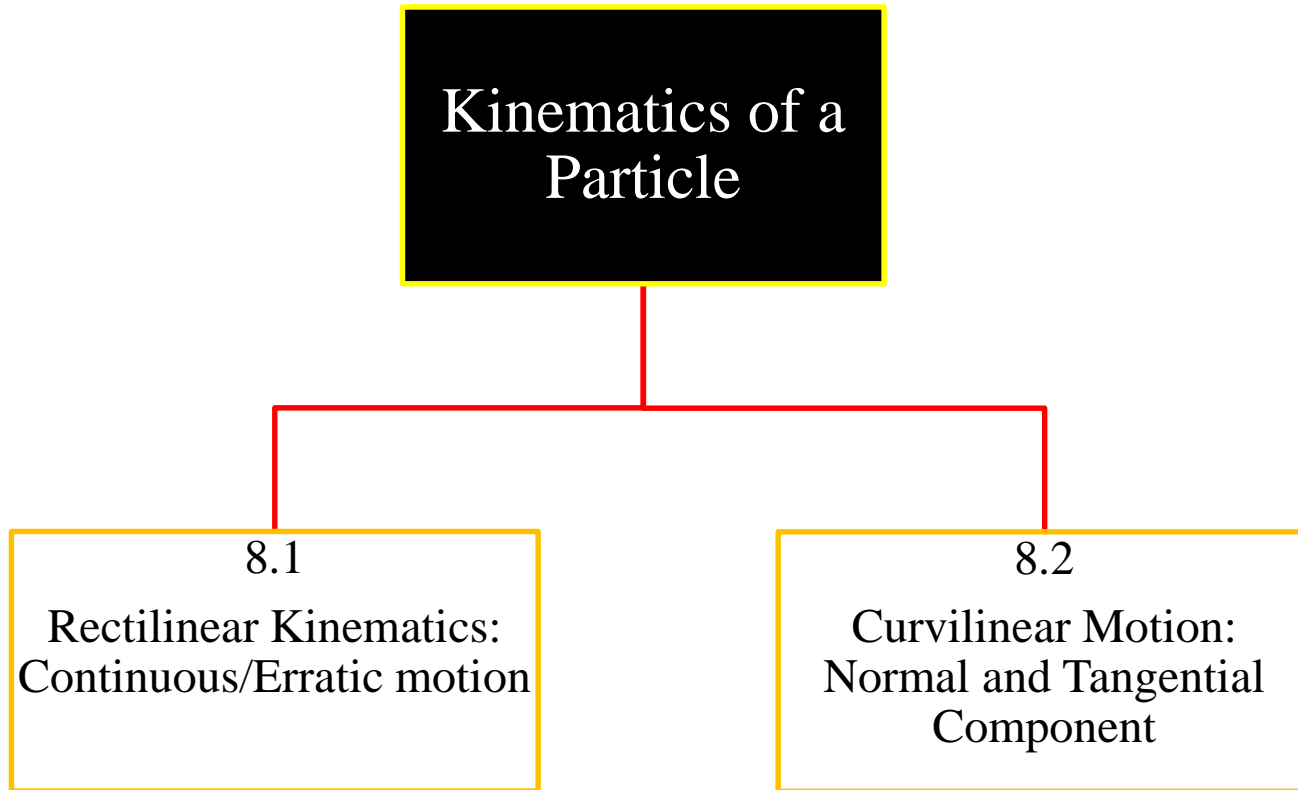 Kinematics of a
Particle
8.1
Rectilinear Kinematics:
Continuous/Erratic motion
8.2
Curvilinear Motion:
Normal and Tangential
Component